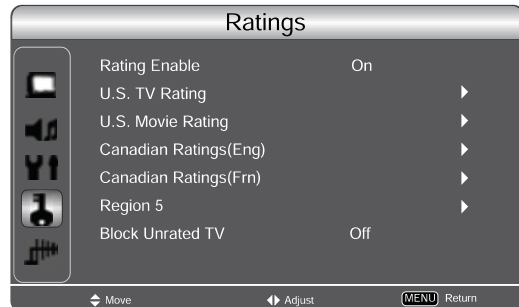 Ratings
Rating Enable On
U.S. TV Rating
U.S. Movie Rating
Canadian Ratings(Eng)
Canadian Ratings(Frn)
Region 5
Block Unrated TV Off
Move Adjust MENU Return